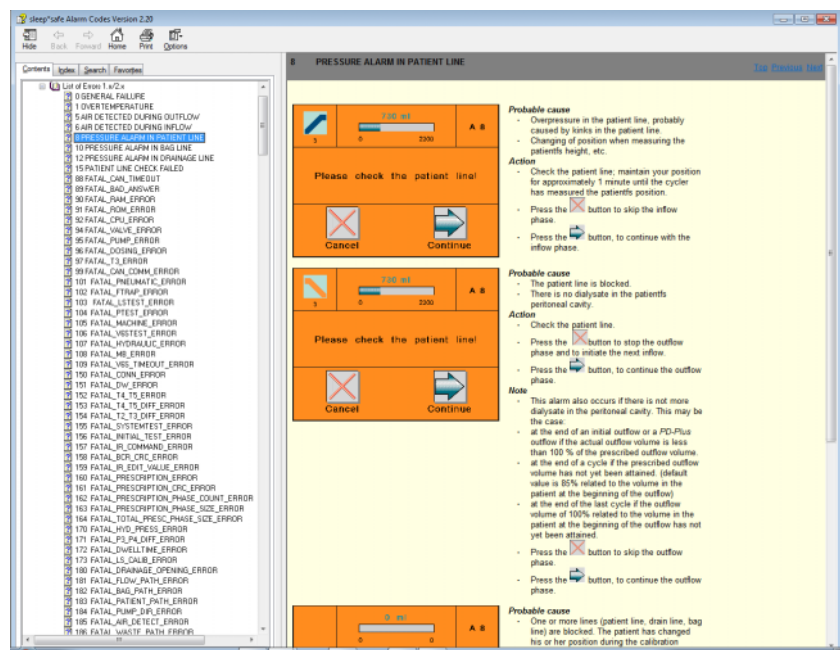 sleep*safe Alarm Codes Version 2.20
Hide Back Forward Home Print Options
Contents Index Search Favorites
List of Errors 1.x/2.x
0 GENERAL FAILURE
1 OVERTEMPERATURE
5 AIR DETECTED DURING OUTFLOW
6 AIR DETECTED DURING INFLOW
8 PRESSURE ALARM IN PATIENT LINE
10 PRESSURE ALARM IN BAG LINE
12 PRESSURE ALARM IN DRAINAGE LINE
15 PATIENT LINE CHECK FAILED
88 FATAL_CAN_TIMEOUT
89 FATAL_BAD_ANSWER
90 FATAL_RAM_ERROR
91 FATAL_ROM_ERROR
92 FATAL_CPU_ERROR
94 FATAL_VALVE_ERROR
95 FATAL_PUMP_ERROR
96 FATAL_DOSING_ERROR
97 FATAL_T3_ERROR
99 FATAL_CAN_COMM_ERROR
101 FATAL_PNEUMATIC_ERROR
102 FATAL_FTRAP_ERROR
103 FATAL_LSTEST_ERROR
104 FATAL_PTEST_ERROR
105 FATAL_MACHINE_ERROR
106 FATAL_V6STEST_ERROR
107 FATAL_HYDRAULIC_ERROR
108 FATAL_MB_ERROR
109 FATAL_V6S_TIMEOUT_ERROR
150 FATAL_CONN_ERROR
151 FATAL_DW_ERROR
152 FATAL_T4_T5_ERROR
153 FATAL_T4_T5_DIFF_ERROR
154 FATAL_T2_T3_DIFF_ERROR
155 FATAL_SYSTEMTEST_ERROR
156 FATAL_INITIAL_TEST_ERROR
157 FATAL_IR_COMMAND_ERROR
158 FATAL_BCR_CRC_ERROR
159 FATAL_IR_EDIT_VALUE_ERROR
160 FATAL_PRESCRIPTION_ERROR
161 FATAL_PRESCRIPTION_CRC_ERROR
162 FATAL_PRESCRIPTION_PHASE_COUNT_ERROR
163 FATAL_PRESCRIPTION_PHASE_SIZE_ERROR
164 FATAL_TOTAL_PRESC_PHASE_SIZE_ERROR
170 FATAL_HYD_PRESS_ERROR
171 FATAL_P3_P4_DIFF_ERROR
172 FATAL_DWELLTIME_ERROR
173 FATAL_LS_CALIB_ERROR
180 FATAL_DRAINAGE_OPENING_ERROR
181 FATAL_FLOW_PATH_ERROR
182 FATAL_BAG_PATH_ERROR
183 FATAL_PATIENT_PATH_ERROR
184 FATAL_PUMP_DIR_ERROR
185 FATAL_AIR_DETECT_ERROR
186 FATAL_WASTE_PATH_ERROR
8 PRESSURE ALARM IN PATIENT LINE
Top Previous Next
730 ml
A 8
3 0 2300
Please check the patient line!
Cancel Continue
Probable cause
- Overpressure in the patient line, probably
caused by kinks in the patient line.
- Changing of position when measuring the
patientfs height, etc.
Action
- Check the patient line; maintain your position
for approximately 1 minute until the cycler
has measured the patientfs position.
- Press the button to skip the inflow
phase.
- Press the button, to continue with the
inflow phase.
730 ml
A 8
3 0 2300
Please check the patient line!
Cancel Continue
Probable cause
- The patient line is blocked.
- There is no dialysate in the patientfs
peritoneal cavity.
Action
- Check the patient line.
- Press the button to stop the outflow
phase and to initiate the next inflow.
- Press the button, to continue the outflow
phase.
Note
- This alarm also occurs if there is not more
dialysate in the peritoneal cavity. This may be
the case:
- at the end of an initial outflow or a PD-Plus
outflow if the actual outflow volume is less
than 100 % of the prescribed outflow volume.
- at the end of a cycle if the prescribed outflow
volume has not yet been attained. (default
value is 85% related to the volume in the
patient at the beginning of the outflow)
- at the end of the last cycle if the outflow
volume of 100% related to the volume in the
patient at the beginning of the outflow has not
yet been attained.
- Press the button to skip the outflow
phase.
- Press the button, to continue the outflow
phase.
0 ml
A 8
0 0
Probable cause
- One or more lines (patient line, drain line, bag
line) are blocked. The patient has changed
his or her position during the calibration